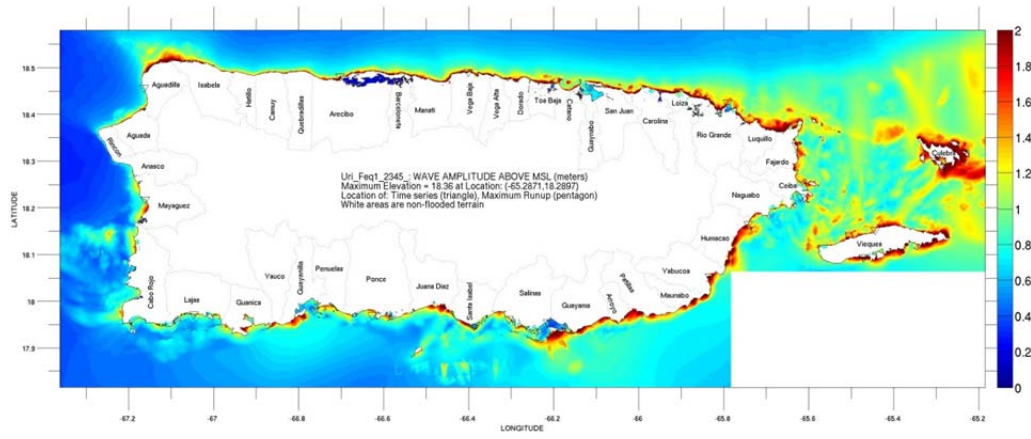 2
1.8
1.6
1.4
1.2
1
0.8
0.6
0.4
0.2
0
18.5
18.4
18.3
18.2
18.1
18
17.9
LATITUDE
Aguadilla
Isabela
Hatillo
Camuy
Quebradillas
Arecibo
Barceloneta
Manati
Vega Baja
Vega Alta
Dorado
Toa Baja
Catano
Guaynabo
San Juan
Carolina
Loiza
Rio Grande
Luquillo
Fajardo
Culebra
Aguada
Rincon
Anasco
Mayaguez
Uri_Feq1_2345_: WAVE AMPLITUDE ABOVE MSL (meters)
Maximum Elevation = 18.36 at Location: (-65.2871,18.2897)
Location of: Time series (triangle), Maximum Runup (pentagon)
White areas are non-flooded terrain
Ceiba
Naguabo
Humacao
Vieques
Yabucoa
Maunabo
Patillas
Arroyo
Guayama
Salinas
Santa Isabel
Juana Diaz
Ponce
Penuelas
Guayanilla
Yauco
Guanica
Lajas
Cabo Rojo
-67.2
-67
-66.8
-66.6
-66.4
-66.2
-66
-65.8
-65.6
-65.4
-65.2
LONGITUDE